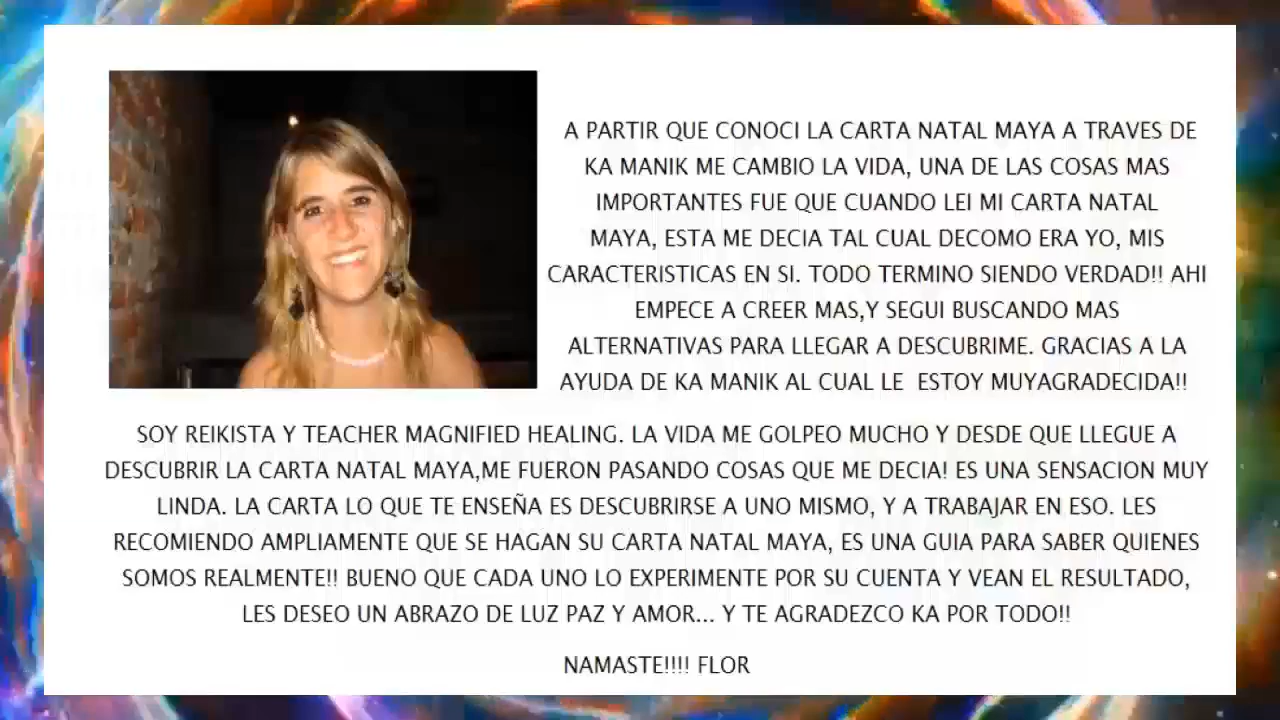 A PARTIR QUE CONOCI LA CARTA NATAL MAYA A TRAVES DE
KA MANIK ME CAMBIO LA VIDA, UNA DE LAS COSAS MAS
IMPORTANTES FUE QUE CUANDO LEI MI CARTA NATAL
MAYA, ESTA ME DECIA TAL CUAL DECOMO ERA YO, MIS
CARACTERISTICAS EN SI. TODO TERMINO SIENDO VERDAD!! AHI
EMPECE A CREER MAS,Y SEGUI BUSCANDO MAS
ALTERNATIVAS PARA LLEGAR A DESCUBRIME. GRACIAS A LA
AYUDA DE KA MANIK AL CUAL LE ESTOY MUYAGRADECIDA!!
SOY REIKISTA Y TEACHER MAGNIFIED HEALING. LA VIDA ME GOLPEO MUCHO Y DESDE QUE LLEGUE A
DESCUBRIR LA CARTA NATAL MAYA,ME FUERON PASANDO COSAS QUE ME DECIA! ES UNA SENSACION MUY
LINDA. LA CARTA LO QUE TE ENSEÑA ES DESCUBRIRSE A UNO MISMO, Y A TRABAJAR EN ESO. LES
RECOMIENDO AMPLIAMENTE QUE SE HAGAN SU CARTA NATAL MAYA, ES UNA GUIA PARA SABER QUIENES
SOMOS REALMENTE!! BUENO QUE CADA UNO LO EXPERIMENTE POR SU CUENTA Y VEAN EL RESULTADO,
LES DESEO UN ABRAZO DE LUZ PAZ Y AMOR... Y TE AGRADEZCO KA POR TODO!!
NAMASTE!!!! FLOR